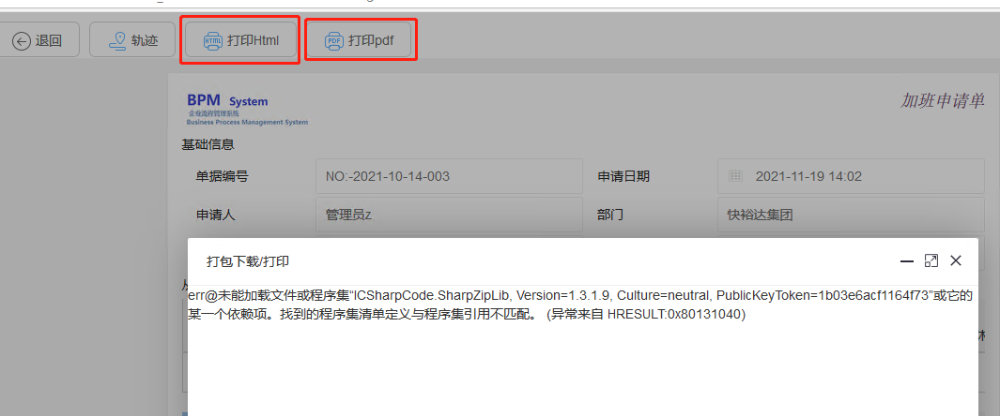 退回 轨迹 打印Html 打印pdf
BPM System 加班申请单
企业流程管理系统
Business Process Management System
基础信息
单据编号 NO:-2021-10-14-003 申请日期 2021-11-19 14:02
申请人 管理员z 部门 快裕达集团
打包下载/打印
err@未能加载文件或程序集“ICSharpCode.SharpZipLib, Version=1.3.1.9, Culture=neutral, PublicKeyToken=1b03e6acf1164f73”或它的
某一个依赖项。找到的程序集清单定义与程序集引用不匹配。 (异常来自 HRESULT:0x80131040)